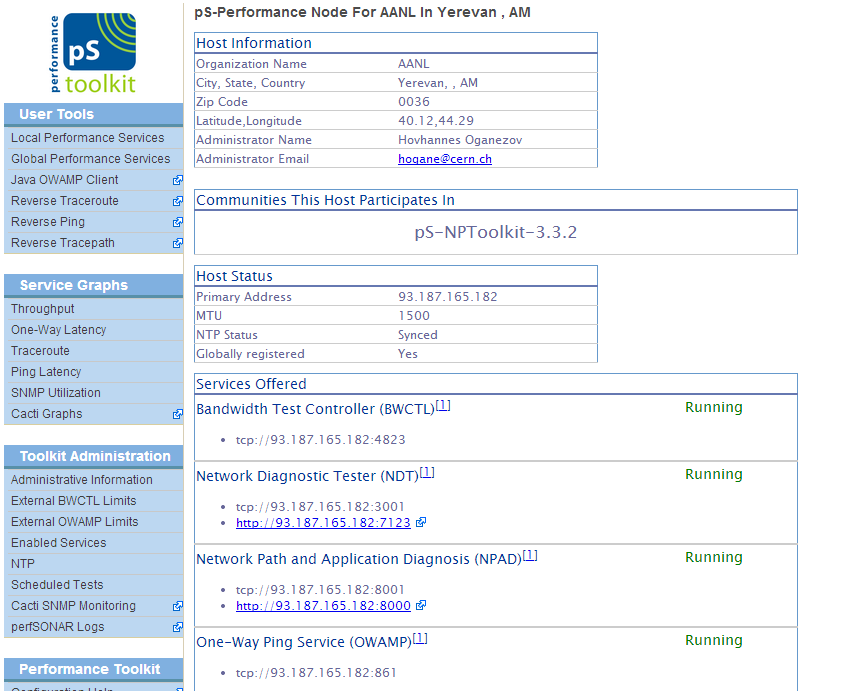 performance
pS
toolkit
User Tools
Local Performance Services
Global Performance Services
Java OWAMP Client
Reverse Traceroute
Reverse Ping
Reverse Tracepath
Service Graphs
Throughput
One-Way Latency
Traceroute
Ping Latency
SNMP Utilization
Cacti Graphs
Toolkit Administration
Administrative Information
External BWCTL Limits
External OWAMP Limits
Enabled Services
NTP
Scheduled Tests
Cacti SNMP Monitoring
perfSONAR Logs
Performance Toolkit
pS-Performance Node For AANL In Yerevan , AM
Host Information
Organization Name AANL
City, State, Country Yerevan, , AM
Zip Code 0036
Latitude,Longitude 40.12,44.29
Administrator Name Hovhannes Oganezov
Administrator Email hogane@cern.ch
Communities This Host Participates In
pS-NPToolkit-3.3.2
Host Status
Primary Address 93.187.165.182
MTU 1500
NTP Status Synced
Globally registered Yes
Services Offered
Bandwidth Test Controller (BWCTL)[1] Running
• tcp://93.187.165.182:4823
Network Diagnostic Tester (NDT)[1] Running
• tcp://93.187.165.182:3001
• http://93.187.165.182:7123
Network Path and Application Diagnosis (NPAD)[1] Running
• tcp://93.187.165.182:8001
• http://93.187.165.182:8000
One-Way Ping Service (OWAMP)[1] Running
• tcp://93.187.165.182:861